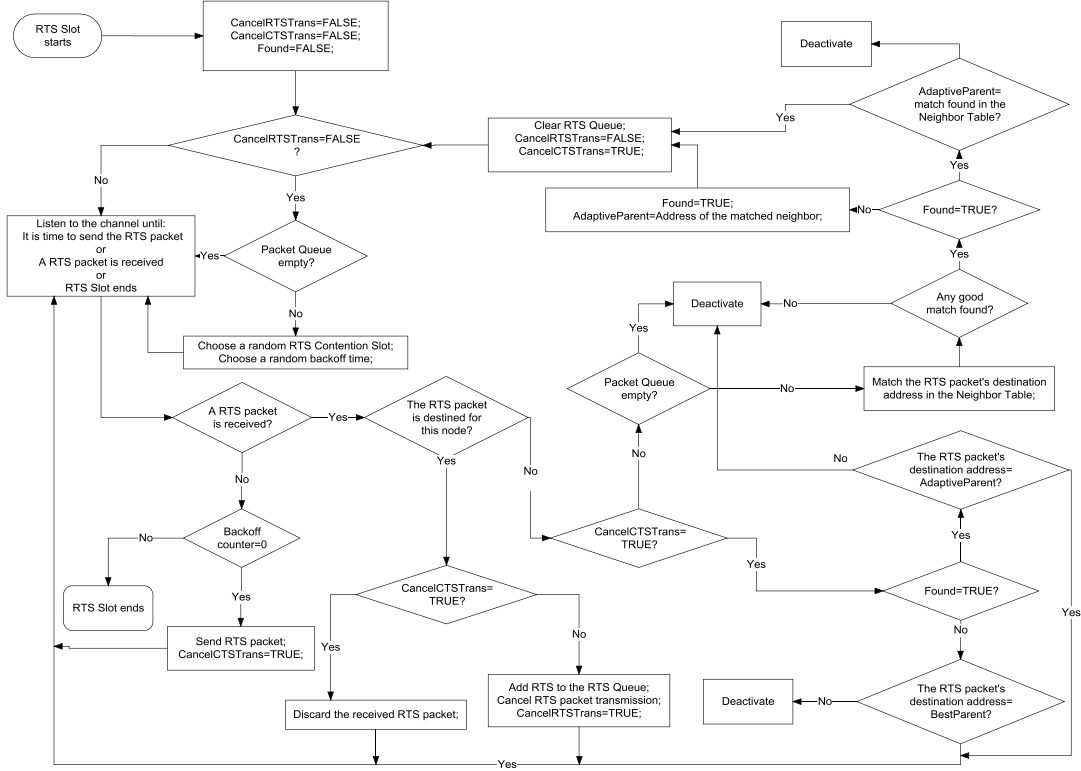 RTS Slot
starts
CancelRTSTrans=FALSE;
CancelCTSTrans=FALSE;
Found=FALSE;
Deactivate
AdaptiveParent=
match found in the
Neighbor Table?
Yes
Clear RTS Queue;
CancelRTSTrans=FALSE;
CancelCTSTrans=TRUE;
CancelRTSTrans=FALSE
?
No
Yes
Yes
Found=TRUE;
AdaptiveParent=Address of the matched neighbor;
No
Found=TRUE?
Yes
Listen to the channel until:
It is time to send the RTS packet
or
A RTS packet is received
or
RTS Slot ends
Yes
Packet Queue
empty?
No
Deactivate
No
Any good
match found?
Choose a random RTS Contention Slot;
Choose a random backoff time;
Yes
Packet Queue
empty?
No
Match the RTS packet's destination
address in the Neighbor Table;
A RTS packet
is received?
Yes
The RTS packet
is destined for
this node?
No
Yes
No
No
No
The RTS packet's
destination address=
AdaptiveParent?
Backoff
counter=0
No
CancelCTSTrans=
TRUE?
Yes
Yes
Found=TRUE?
Yes
RTS Slot ends
Yes
CancelCTSTrans=
TRUE?
Send RTS packet;
CancelCTSTrans=TRUE;
Yes
No
No
Discard the received RTS packet;
Add RTS to the RTS Queue;
Cancel RTS packet transmission;
CancelRTSTrans=TRUE;
Deactivate
No
The RTS packet's
destination address=
BestParent?
Yes